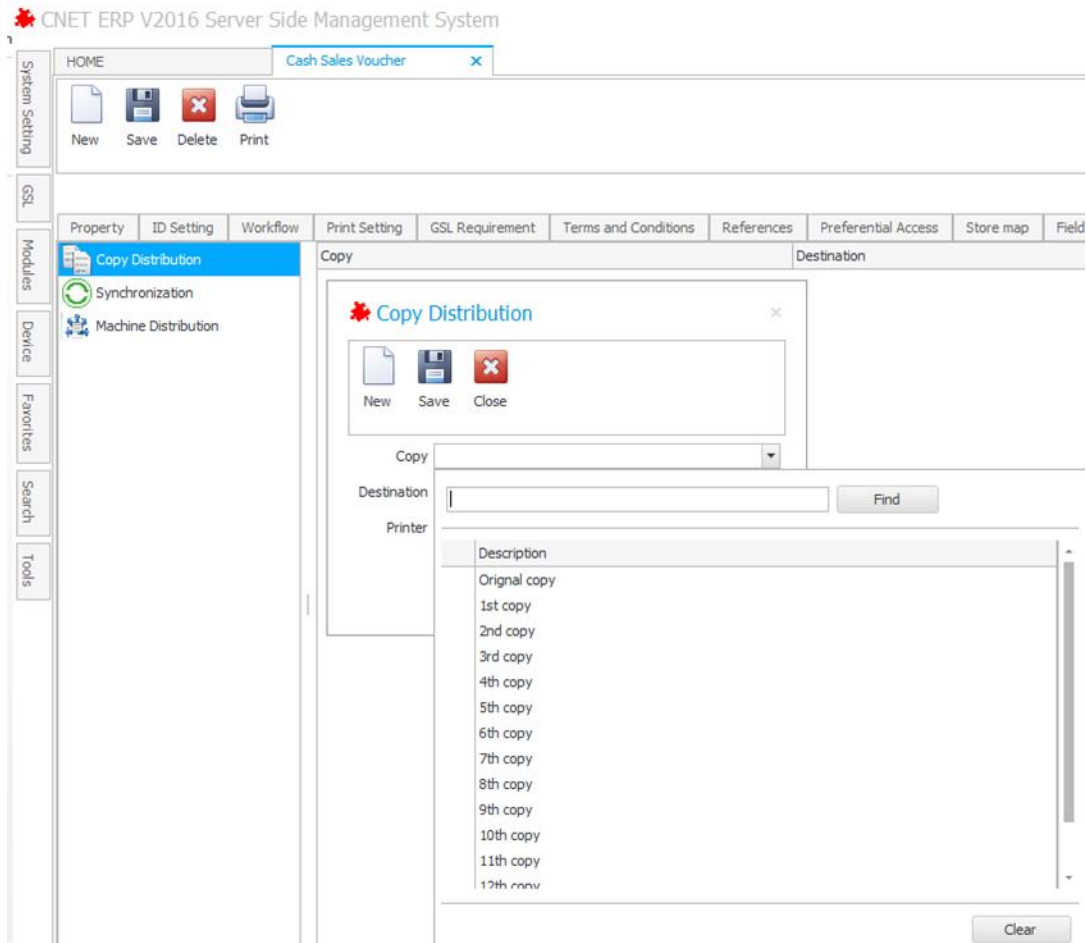 CNET ERP V2016 Server Side Management System
HOME
Cash Sales Voucher
New
Save
Delete
Print
System Setting
GSL
Modules
Device
Favorites
Search
Tools
Property
ID Setting
Workflow
Print Setting
GSL Requirement
Terms and Conditions
References
Preferential Access
Store map
Field
Copy Distribution
Synchronization
Machine Distribution
Copy
Destination
Copy Distribution
New
Save
Close
Copy
Destination
Find
Printer
Description
Orignal copy
1st copy
2nd copy
3rd copy
4th copy
5th copy
6th copy
7th copy
8th copy
9th copy
10th copy
11th copy
12th copy
Clear